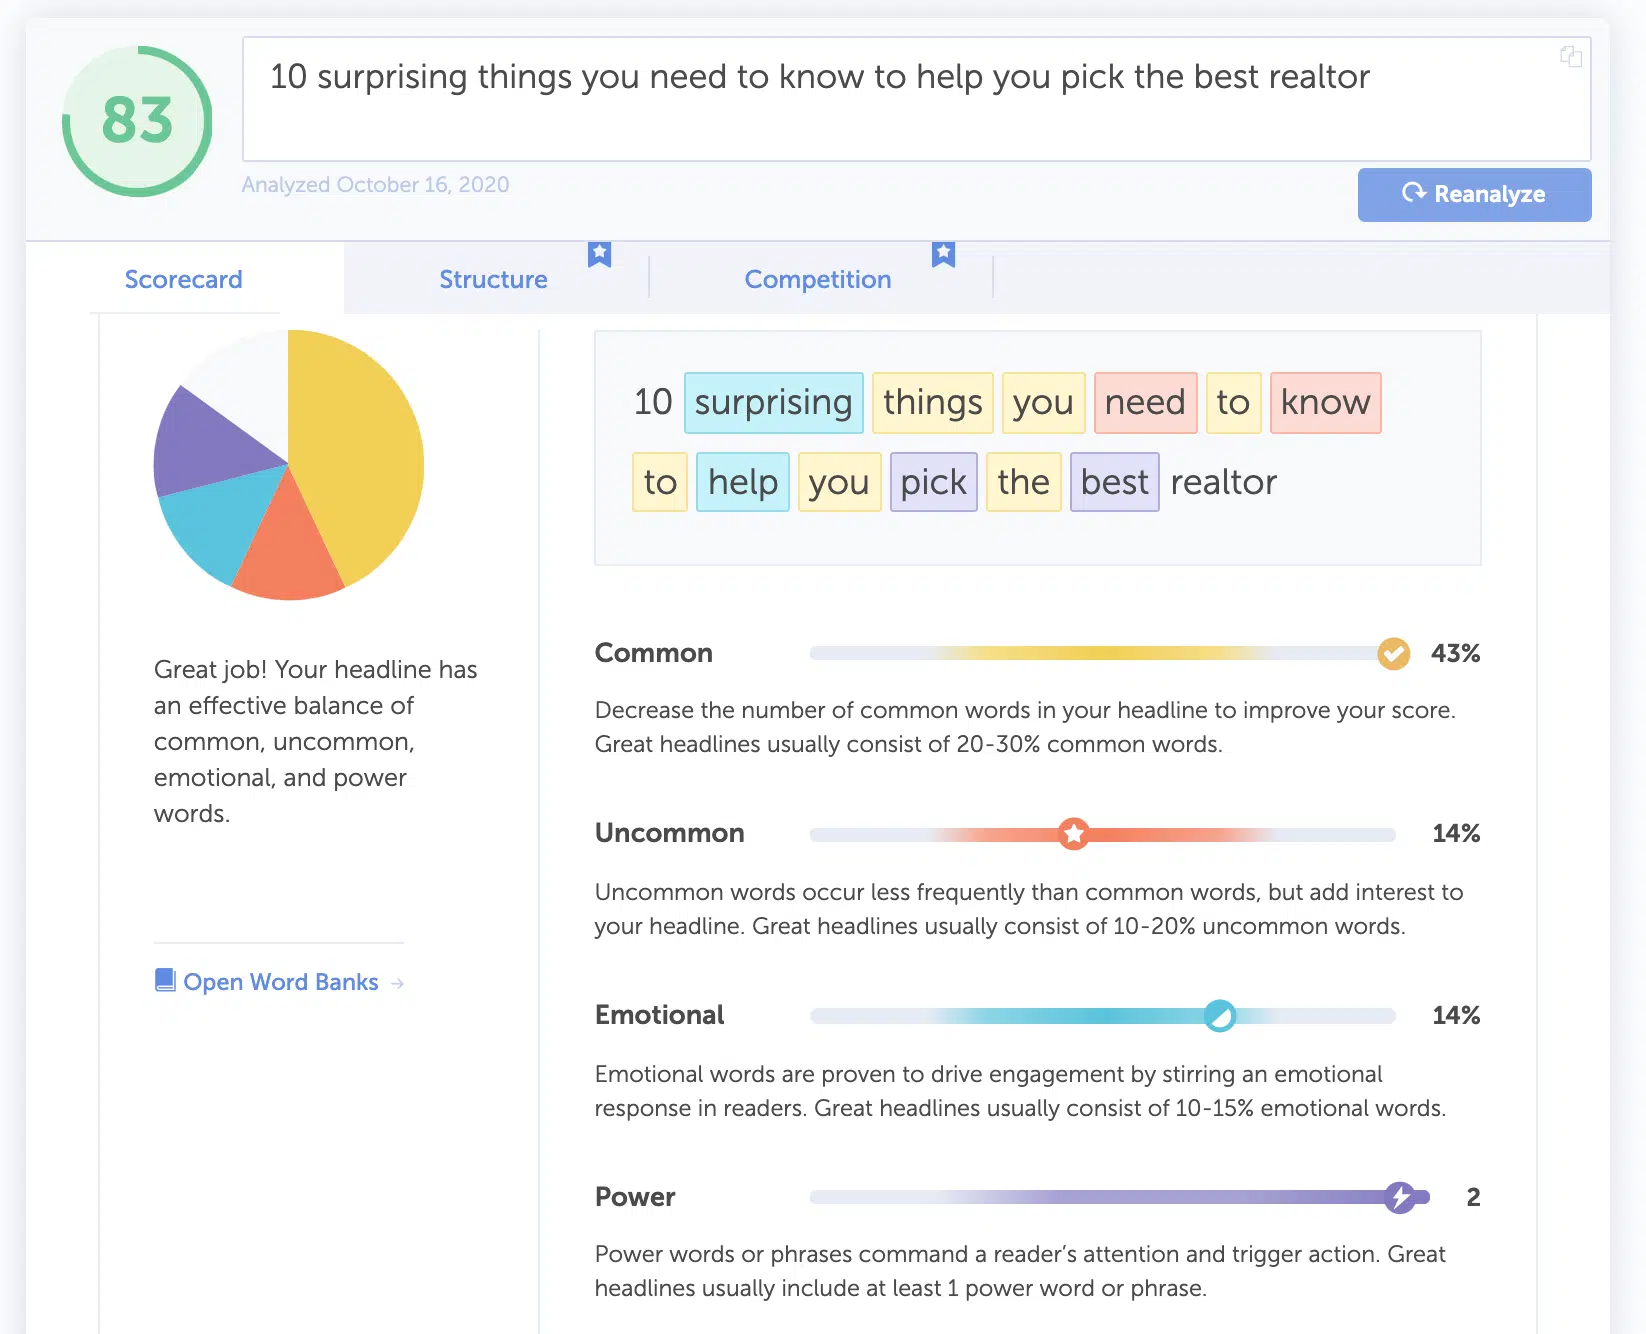 83
10 surprising things you need to know to help you pick the best realtor
Analyzed October 16, 2020
Reanalyze
Scorecard
Structure
Competition
10 surprising things you need to know
to help you pick the best realtor
Great job! Your headline has
an effective balance of
common, uncommon,
emotional, and power
words.
Open Word Banks →
Common 43%
Decrease the number of common words in your headline to improve your score.
Great headlines usually consist of 20-30% common words.
Uncommon 14%
Uncommon words occur less frequently than common words, but add interest to
your headline. Great headlines usually consist of 10-20% uncommon words.
Emotional 14%
Emotional words are proven to drive engagement by stirring an emotional
response in readers. Great headlines usually consist of 10-15% emotional words.
Power 2
Power words or phrases command a reader’s attention and trigger action. Great
headlines usually include at least 1 power word or phrase.